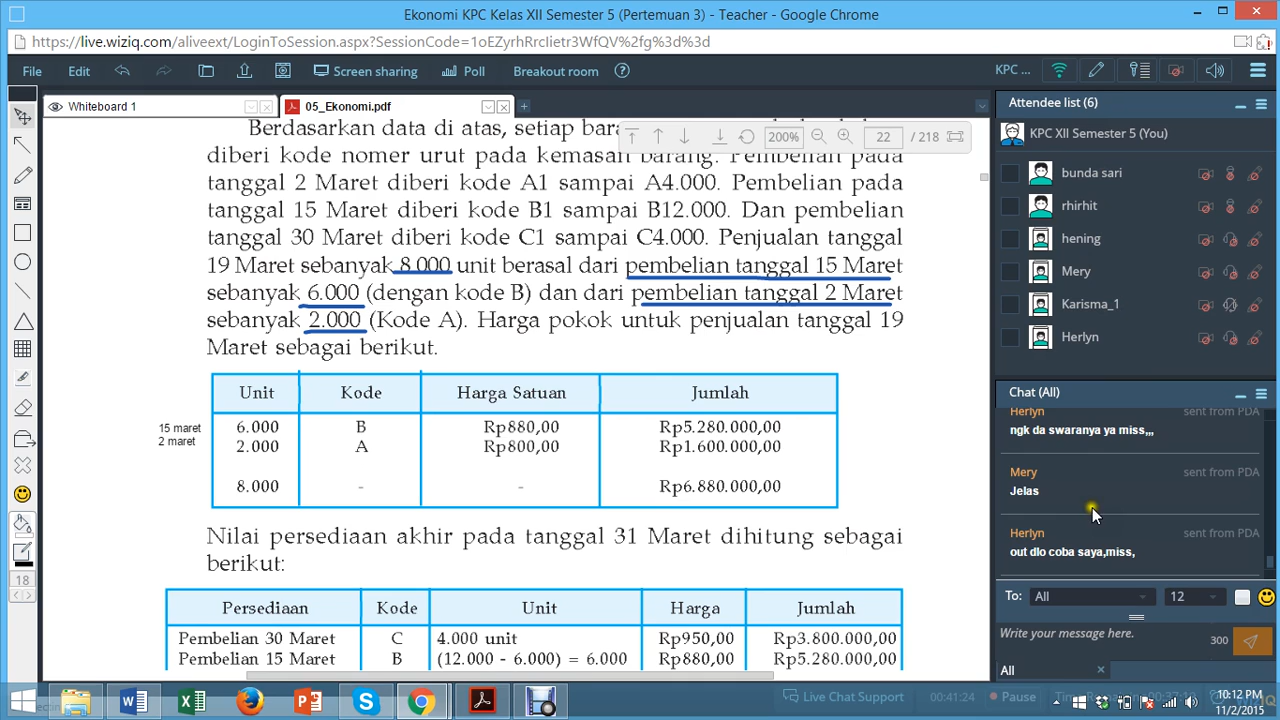 Ekonomi KPC Kelas XII Semester 5 (Pertemuan 3) - Teacher - Google Chrome
https://live.wiziq.com/aliveext/LoginToSession.aspx?SessionCode=1oEZyrhRrcIietr3WfQV%2fg%3d%3d
File Edit Screen sharing Poll Breakout room KPC ...
Whiteboard 1 05_Ekonomi.pdf
200% 22 / 218
Berdasarkan data di atas, setiap
diberi kode nomer urut pada kemasan barang. Pembelian pada
tanggal 2 Maret diberi kode A1 sampai A4.000. Pembelian pada
tanggal 15 Maret diberi kode B1 sampai B12.000. Dan pembelian
tanggal 30 Maret diberi kode C1 sampai C4.000. Penjualan tanggal
19 Maret sebanyak 8.000 unit berasal dari pembelian tanggal 15 Maret
sebanyak 6.000 (dengan kode B) dan dari pembelian tanggal 2 Maret
sebanyak 2.000 (Kode A). Harga pokok untuk penjualan tanggal 19
Maret sebagai berikut.
Unit Kode Harga Satuan Jumlah
15 maret 6.000 B Rp880,00 Rp5.280.000,00
2 maret 2.000 A Rp800,00 Rp1.600.000,00
8.000 - - Rp6.880.000,00
Nilai persediaan akhir pada tanggal 31 Maret dihitung sebagai
berikut:
Persediaan Kode Unit Harga Jumlah
Pembelian 30 Maret C 4.000 unit Rp950,00 Rp3.800.000,00
Pembelian 15 Maret B (12.000 - 6.000) = 6.000 Rp880,00 Rp5.280.000,00
18
Attendee list (6)
KPC XII Semester 5 (You)
bunda sari
rhirhit
hening
Mery
Karisma_1
Herlyn
Chat (All)
Herlyn sent from PDA
ngk da swaranya ya miss,,,
Mery sent from PDA
Jelas
Herlyn sent from PDA
out dlo coba saya,miss,
To: All 12
Write your message here. 300
All
Live Chat Support 00:41:24 Pause
10:12 PM
11/2/2015